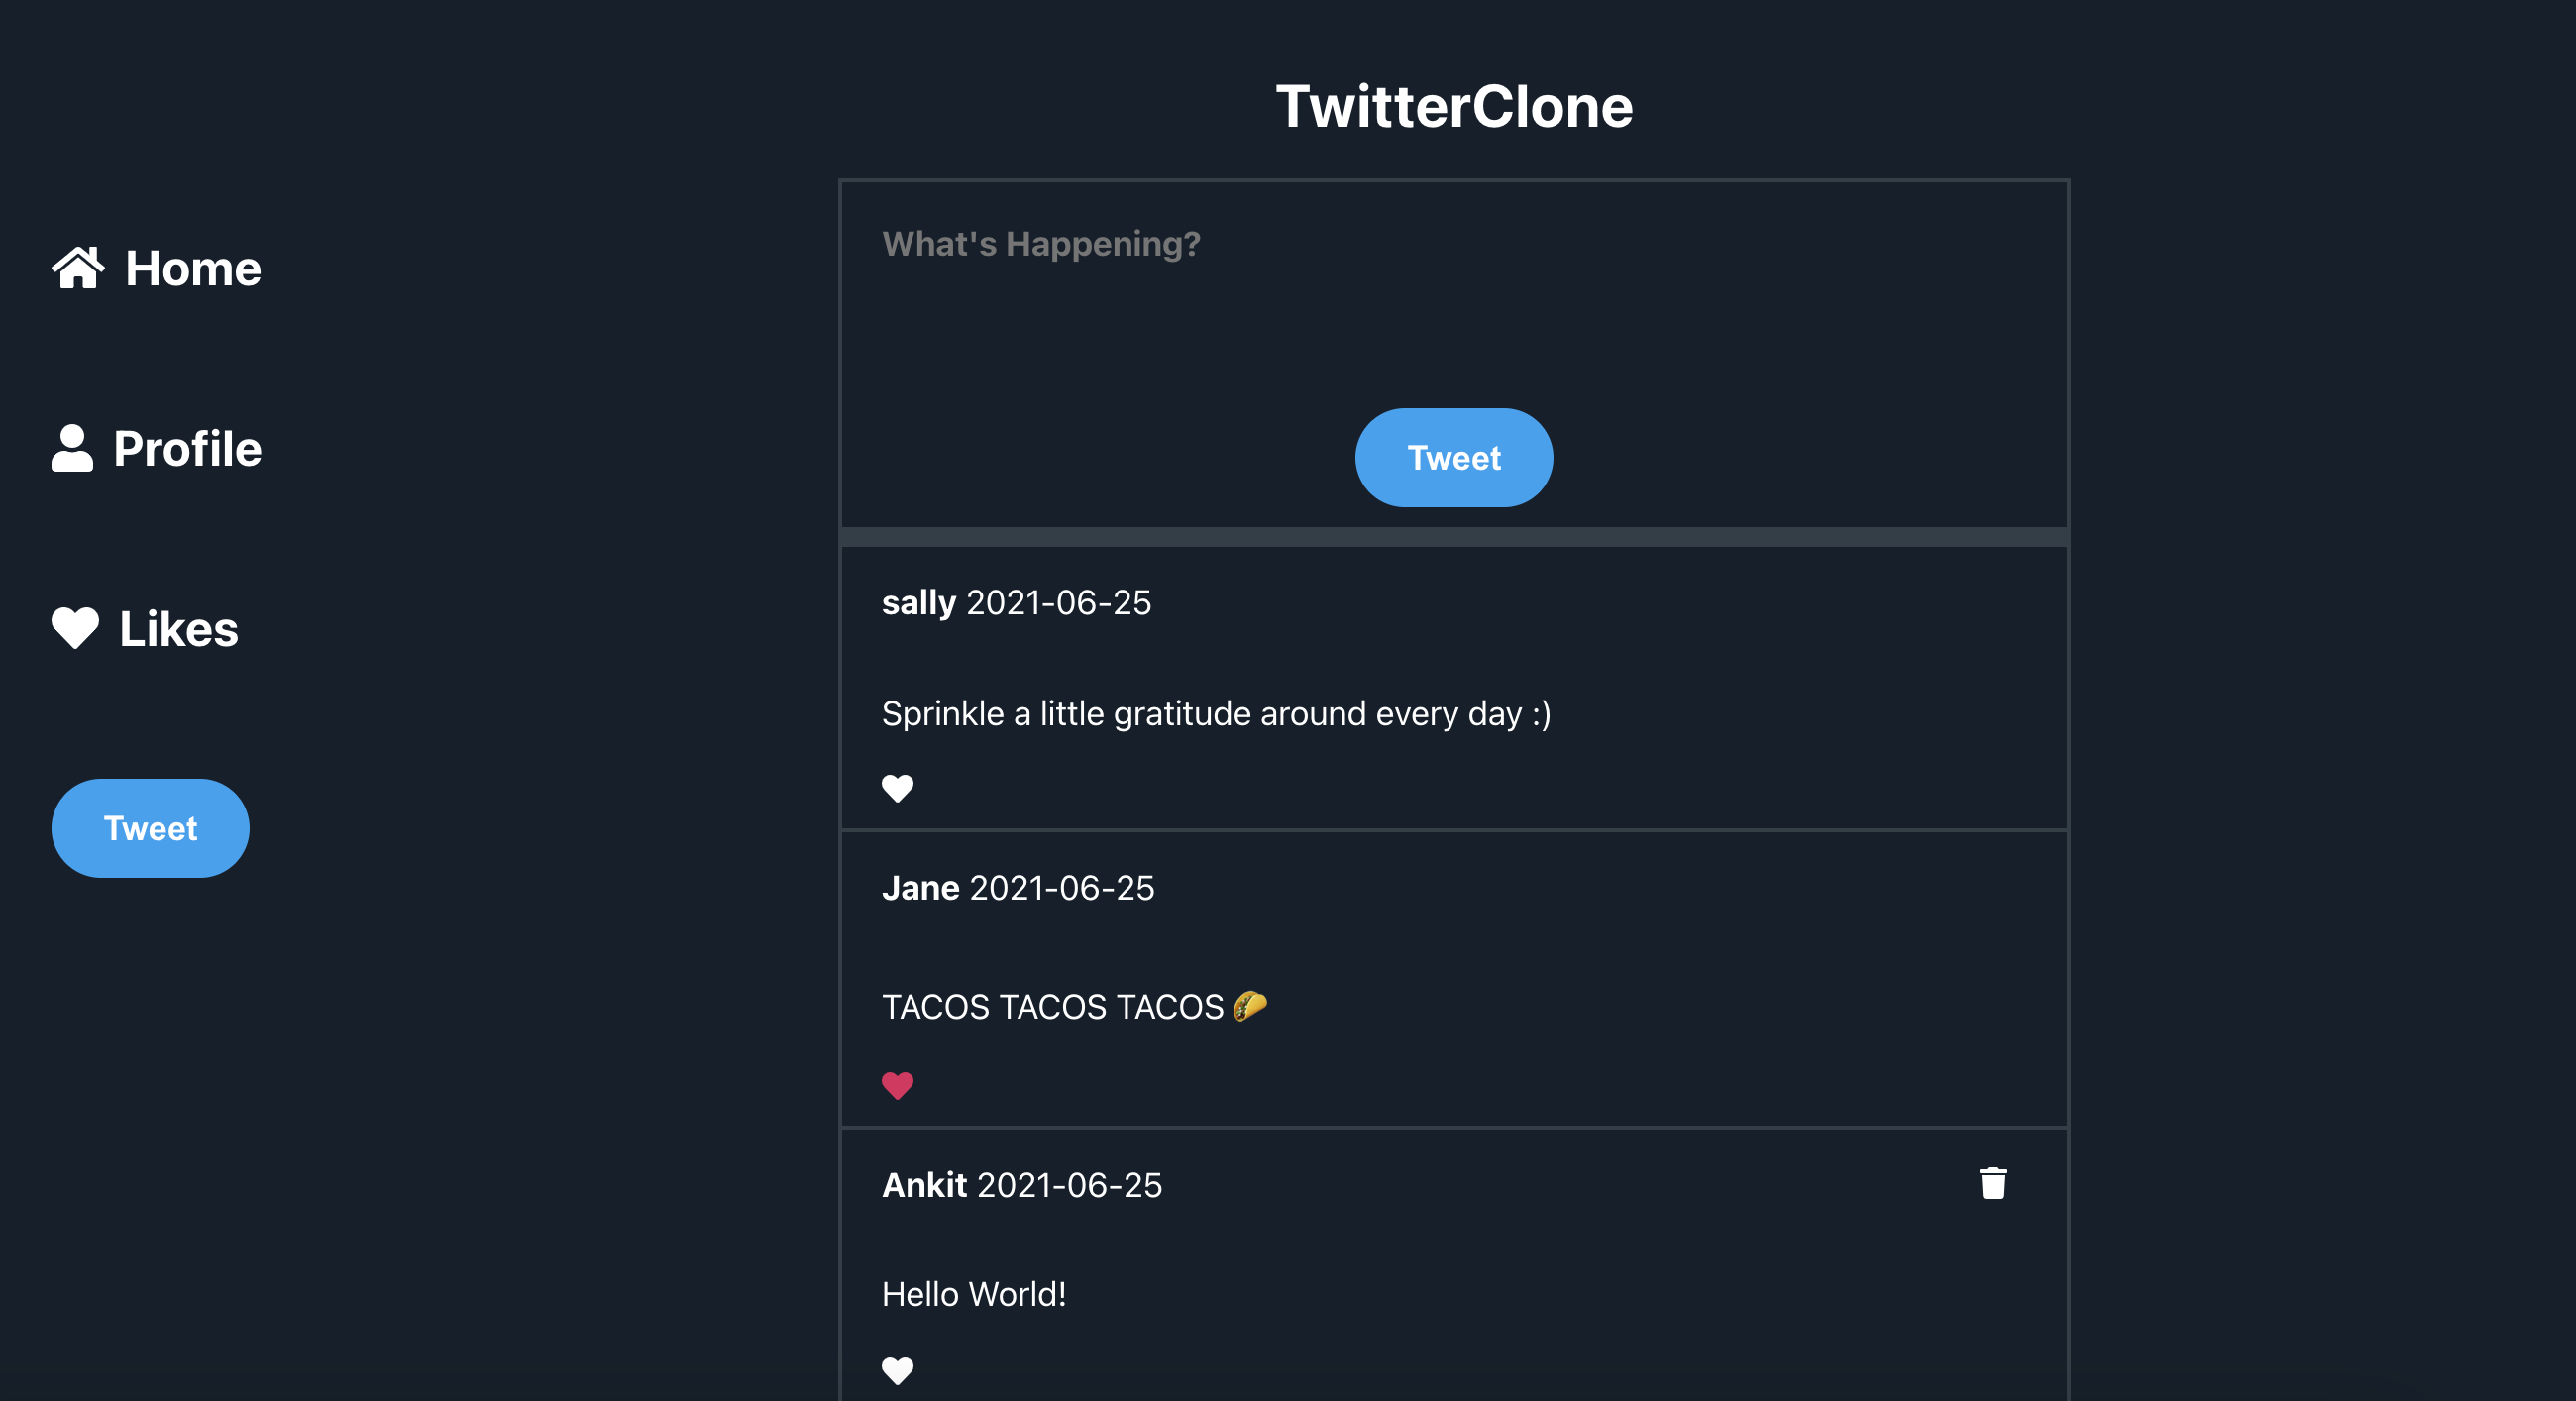 TwitterClone
Home
Profile
Likes
Tweet
What's Happening?
Tweet
sally 2021-06-25
Sprinkle a little gratitude around every day :)
Jane 2021-06-25
TACOS TACOS TACOS 🌮
Ankit 2021-06-25
Hello World!